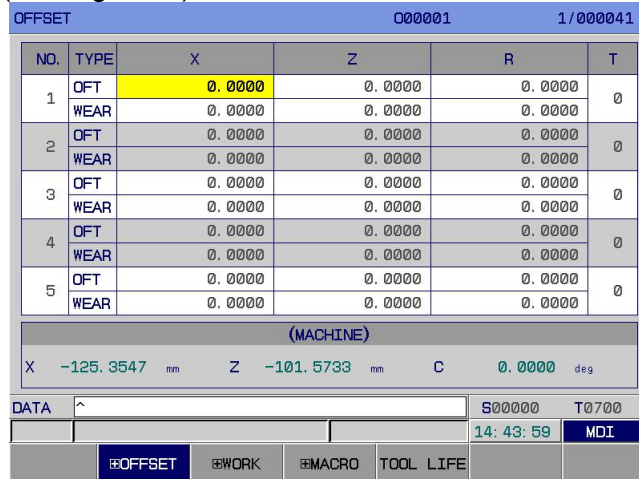 OFFSET O00001 1/000041
NO. TYPE X Z R T
1 OFT 0.0000 0.0000 0.0000 0
WEAR 0.0000 0.0000 0.0000
2 OFT 0.0000 0.0000 0.0000 0
WEAR 0.0000 0.0000 0.0000
3 OFT 0.0000 0.0000 0.0000 0
WEAR 0.0000 0.0000 0.0000
4 OFT 0.0000 0.0000 0.0000 0
WEAR 0.0000 0.0000 0.0000
5 OFT 0.0000 0.0000 0.0000 0
WEAR 0.0000 0.0000 0.0000
(MACHINE)
X -125.3547 mm Z -101.5733 mm C 0.0000 deg
DATA ^ S00000 T0700
14:43:59 MDI
⊞OFFSET ⊞WORK ⊞MACRO TOOL LIFE